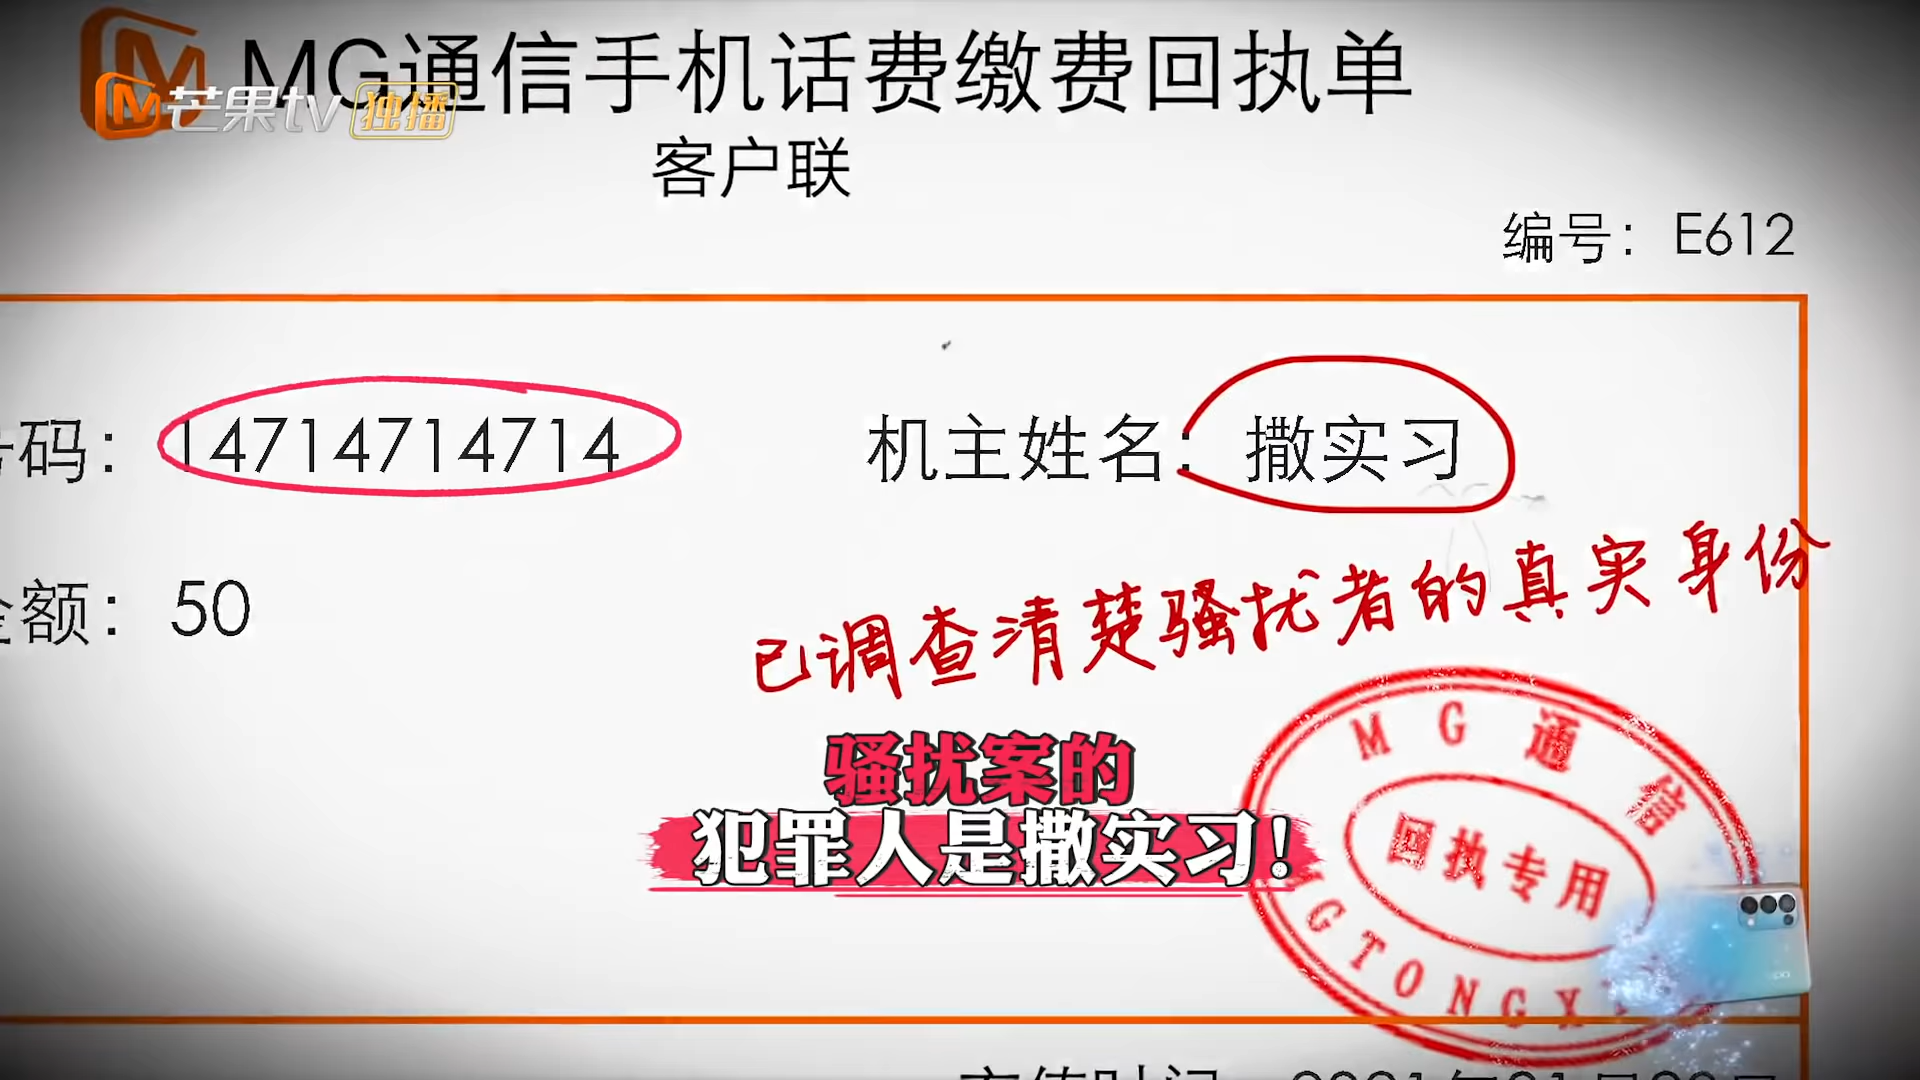 MG通信手机话费缴费回执单
芒果tv 独播
客户联
编号：E612
号码：14714714714
机主姓名：撒实习
金额：50
已调查清楚骚扰者的真实身份
骚扰案的
犯罪人是撒实习！
MG通信
回执专用